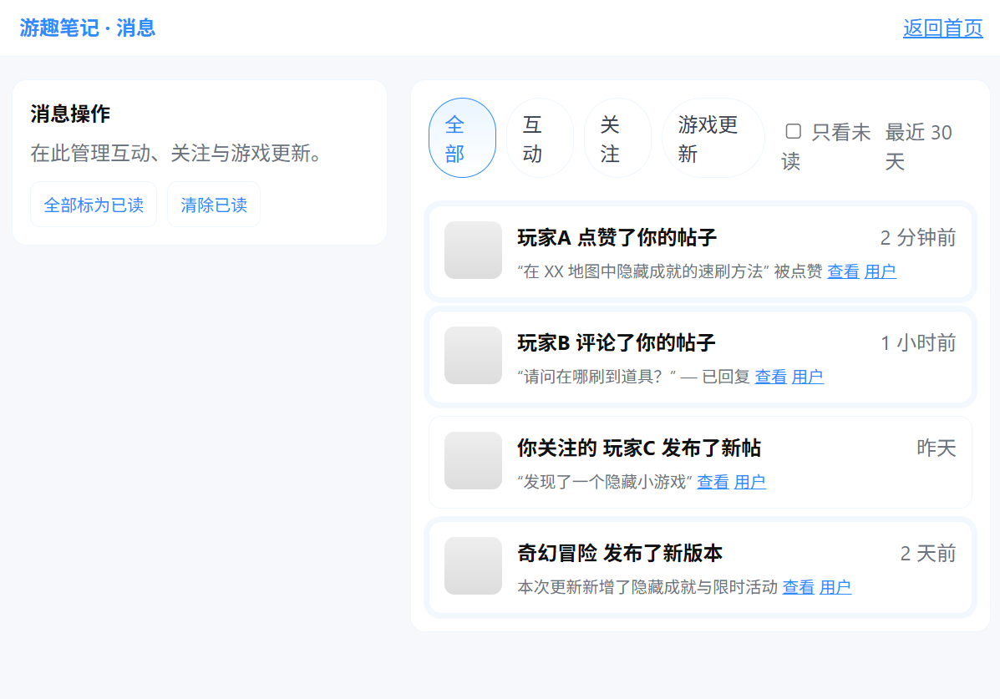 游趣笔记 · 消息
返回首页
消息操作
在此管理互动、关注与游戏更新。
全部标为已读
清除已读
全
部
互
动
关
注
游戏更
新
只看未
读
最近 30
天
玩家A 点赞了你的帖子
2 分钟前
“在 XX 地图中隐藏成就的速刷方法” 被点赞 查看 用户
玩家B 评论了你的帖子
1 小时前
“请问在哪刷到道具？” — 已回复 查看 用户
你关注的 玩家C 发布了新帖
昨天
“发现了一个隐藏小游戏” 查看 用户
奇幻冒险 发布了新版本
2 天前
本次更新新增了隐藏成就与限时活动 查看 用户